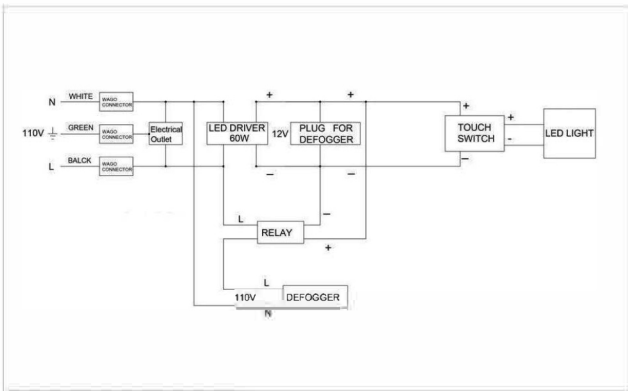 N WHITE WAGO CONNECTOR
110V GREEN WAGO CONNECTOR
L BALCK WAGO CONNECTOR
Electrical
Outlet
LED DRIVER
60W
12V
PLUG FOR
DEFOGGER
+ +
− −
+
TOUCH
SWITCH
−
+
-
LED LIGHT
L
RELAY
−
+
L
110V DEFOGGER
N